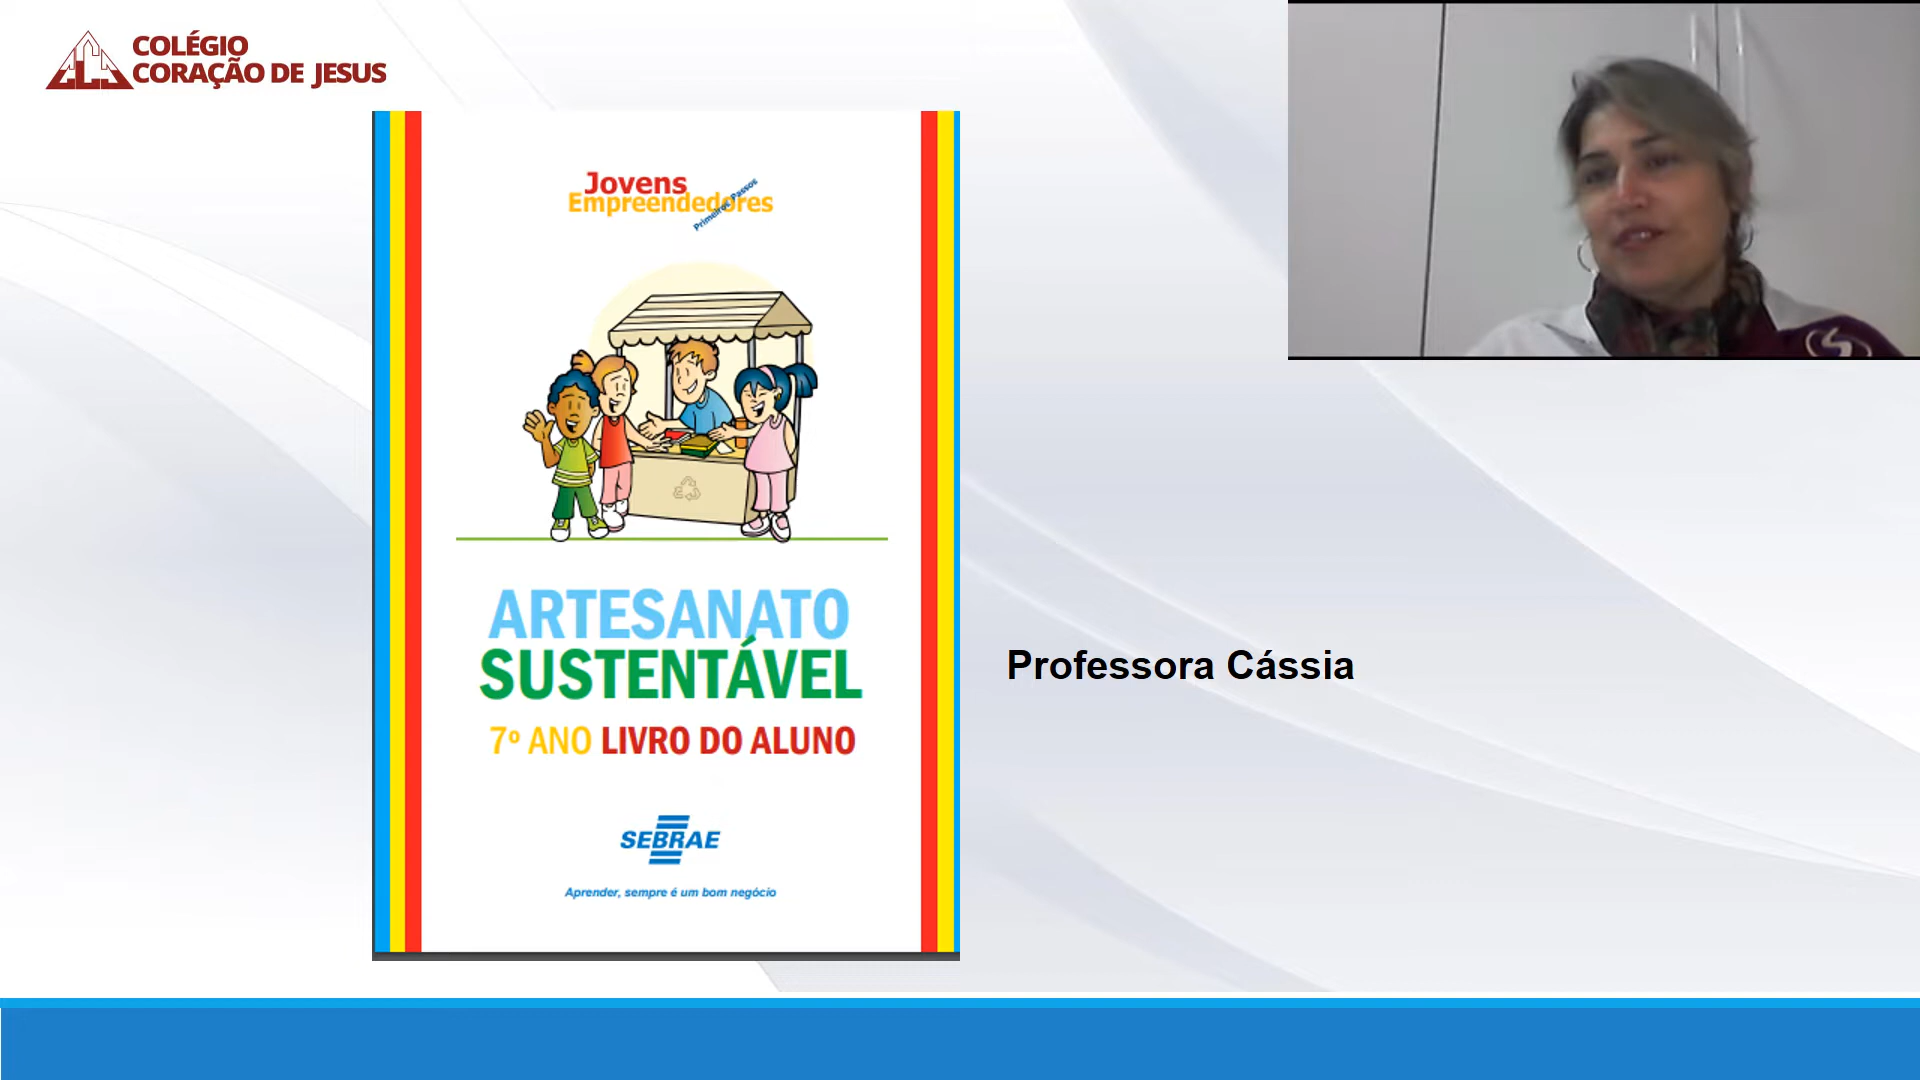 COLÉGIO
CORAÇÃO DE JESUS
Jovens
Empreendedores
Primeiros Passos
ARTESANATO
SUSTENTÁVEL
7º ANO LIVRO DO ALUNO
SEBRAE
Aprender, sempre é um bom negócio
Professora Cássia